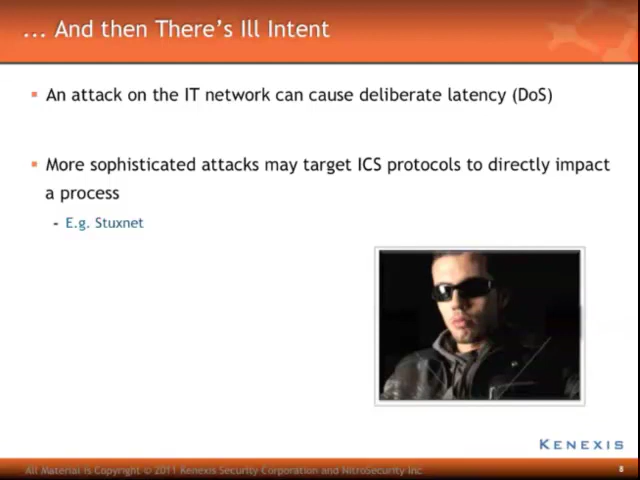 ... And then There's Ill Intent
An attack on the IT network can cause deliberate latency (DoS)
More sophisticated attacks may target ICS protocols to directly impact
a process
- E.g. Stuxnet
KENEXIS
All Material is Copyright © 2011 Kenexis Security Corporation and NitroSecurity Inc
8